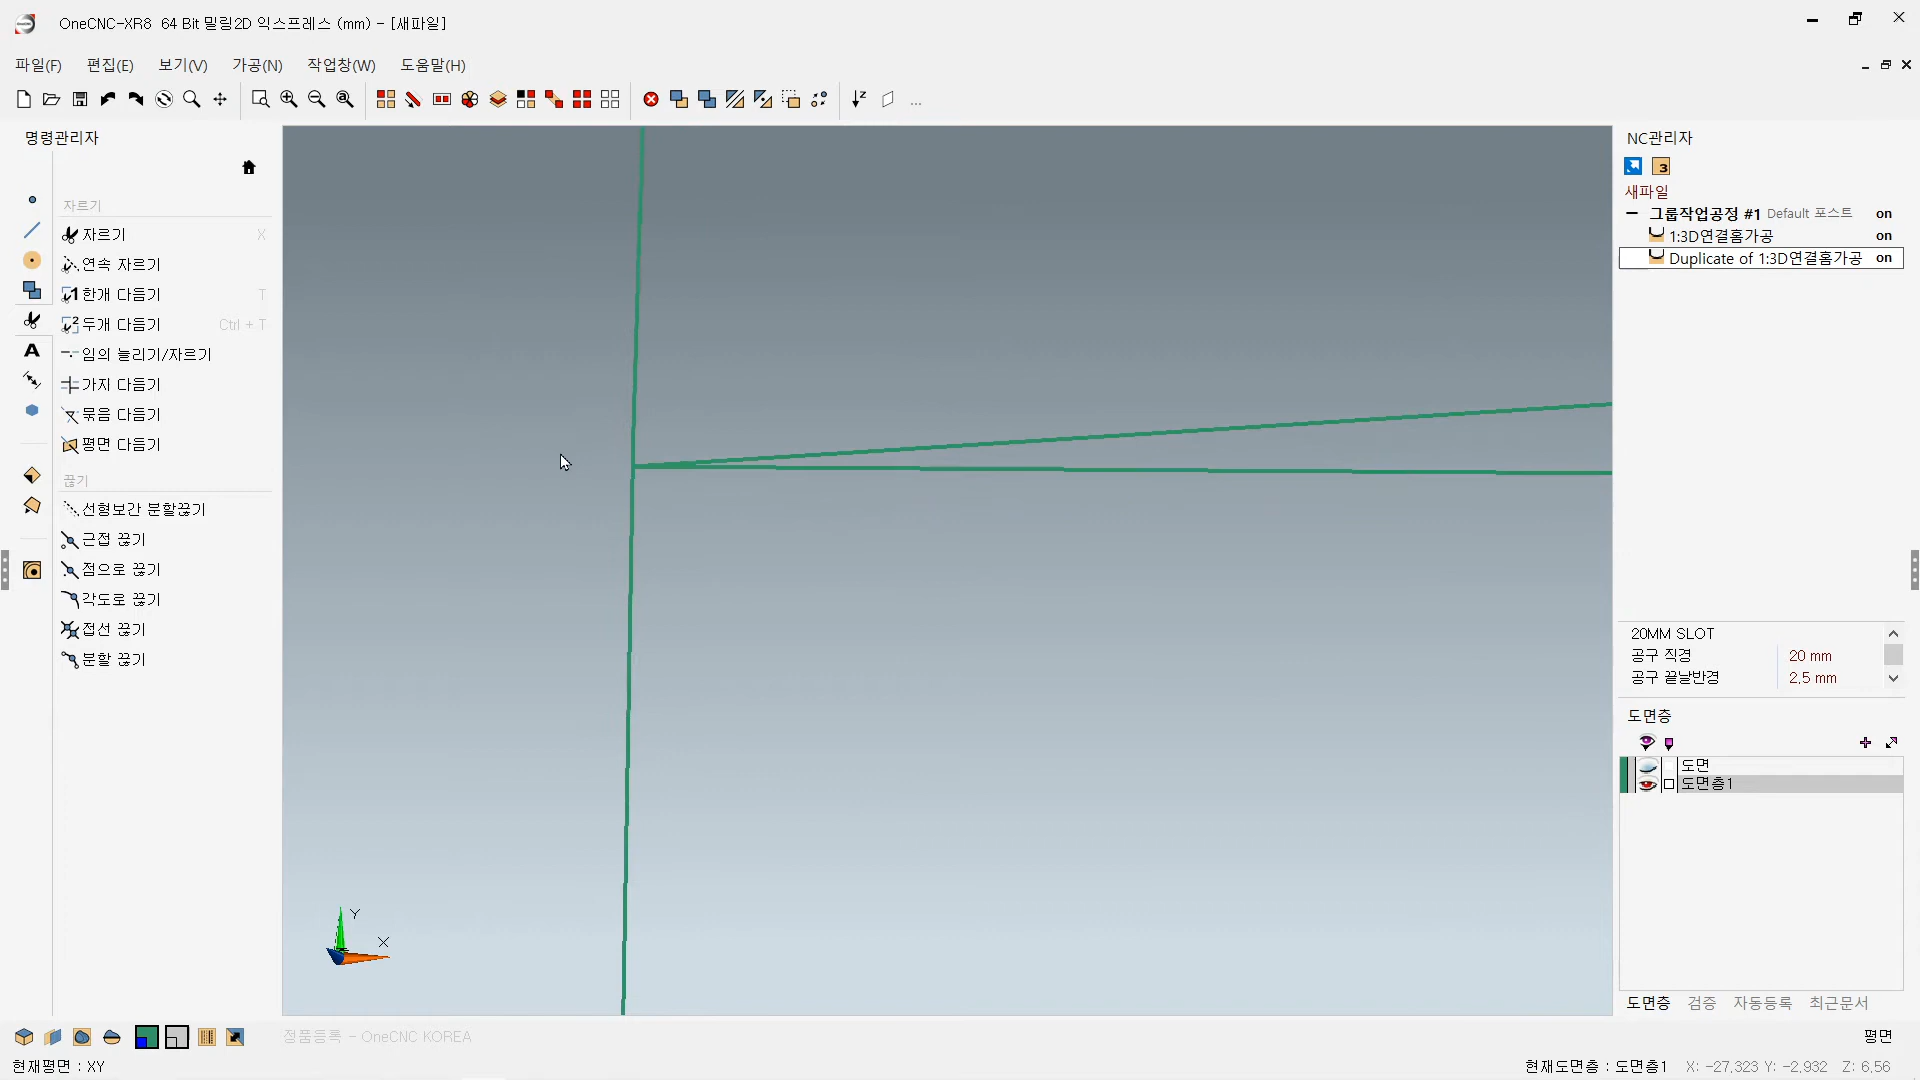 OneCNC-XR8 64 Bit 밀링2D 익스프레스 (mm) - [새파일]
파일(F) 편집(E) 보기(V) 가공(N) 작업창(W) 도움말(H)
...
명령관리자
자르기
자르기 X
연속 자르기
한개 다듬기 T
두개 다듬기 Ctrl + T
임의 늘리기/자르기
가지 다듬기
묶음 다듬기
평면 다듬기
끊기
선형보간 분할끊기
근접 끊기
점으로 끊기
각도로 끊기
접선 끊기
분할 끊기
Y
X
NC관리자
3
새파일
그룹작업공정 #1 Default 포스트 on
1:3D연결홈가공 on
Duplicate of 1:3D연결홈가공 on
20MM SLOT
공구 직경 20 mm
공구 끝날반경 2.5 mm
도면층
도면
도면층1
도면층 검증 자동등록 최근문서
정품등록 - OneCNC KOREA
평면
현재평면 : XY
현재도면층 : 도면층1 X: -27.323 Y: -2.932 Z: 6.56